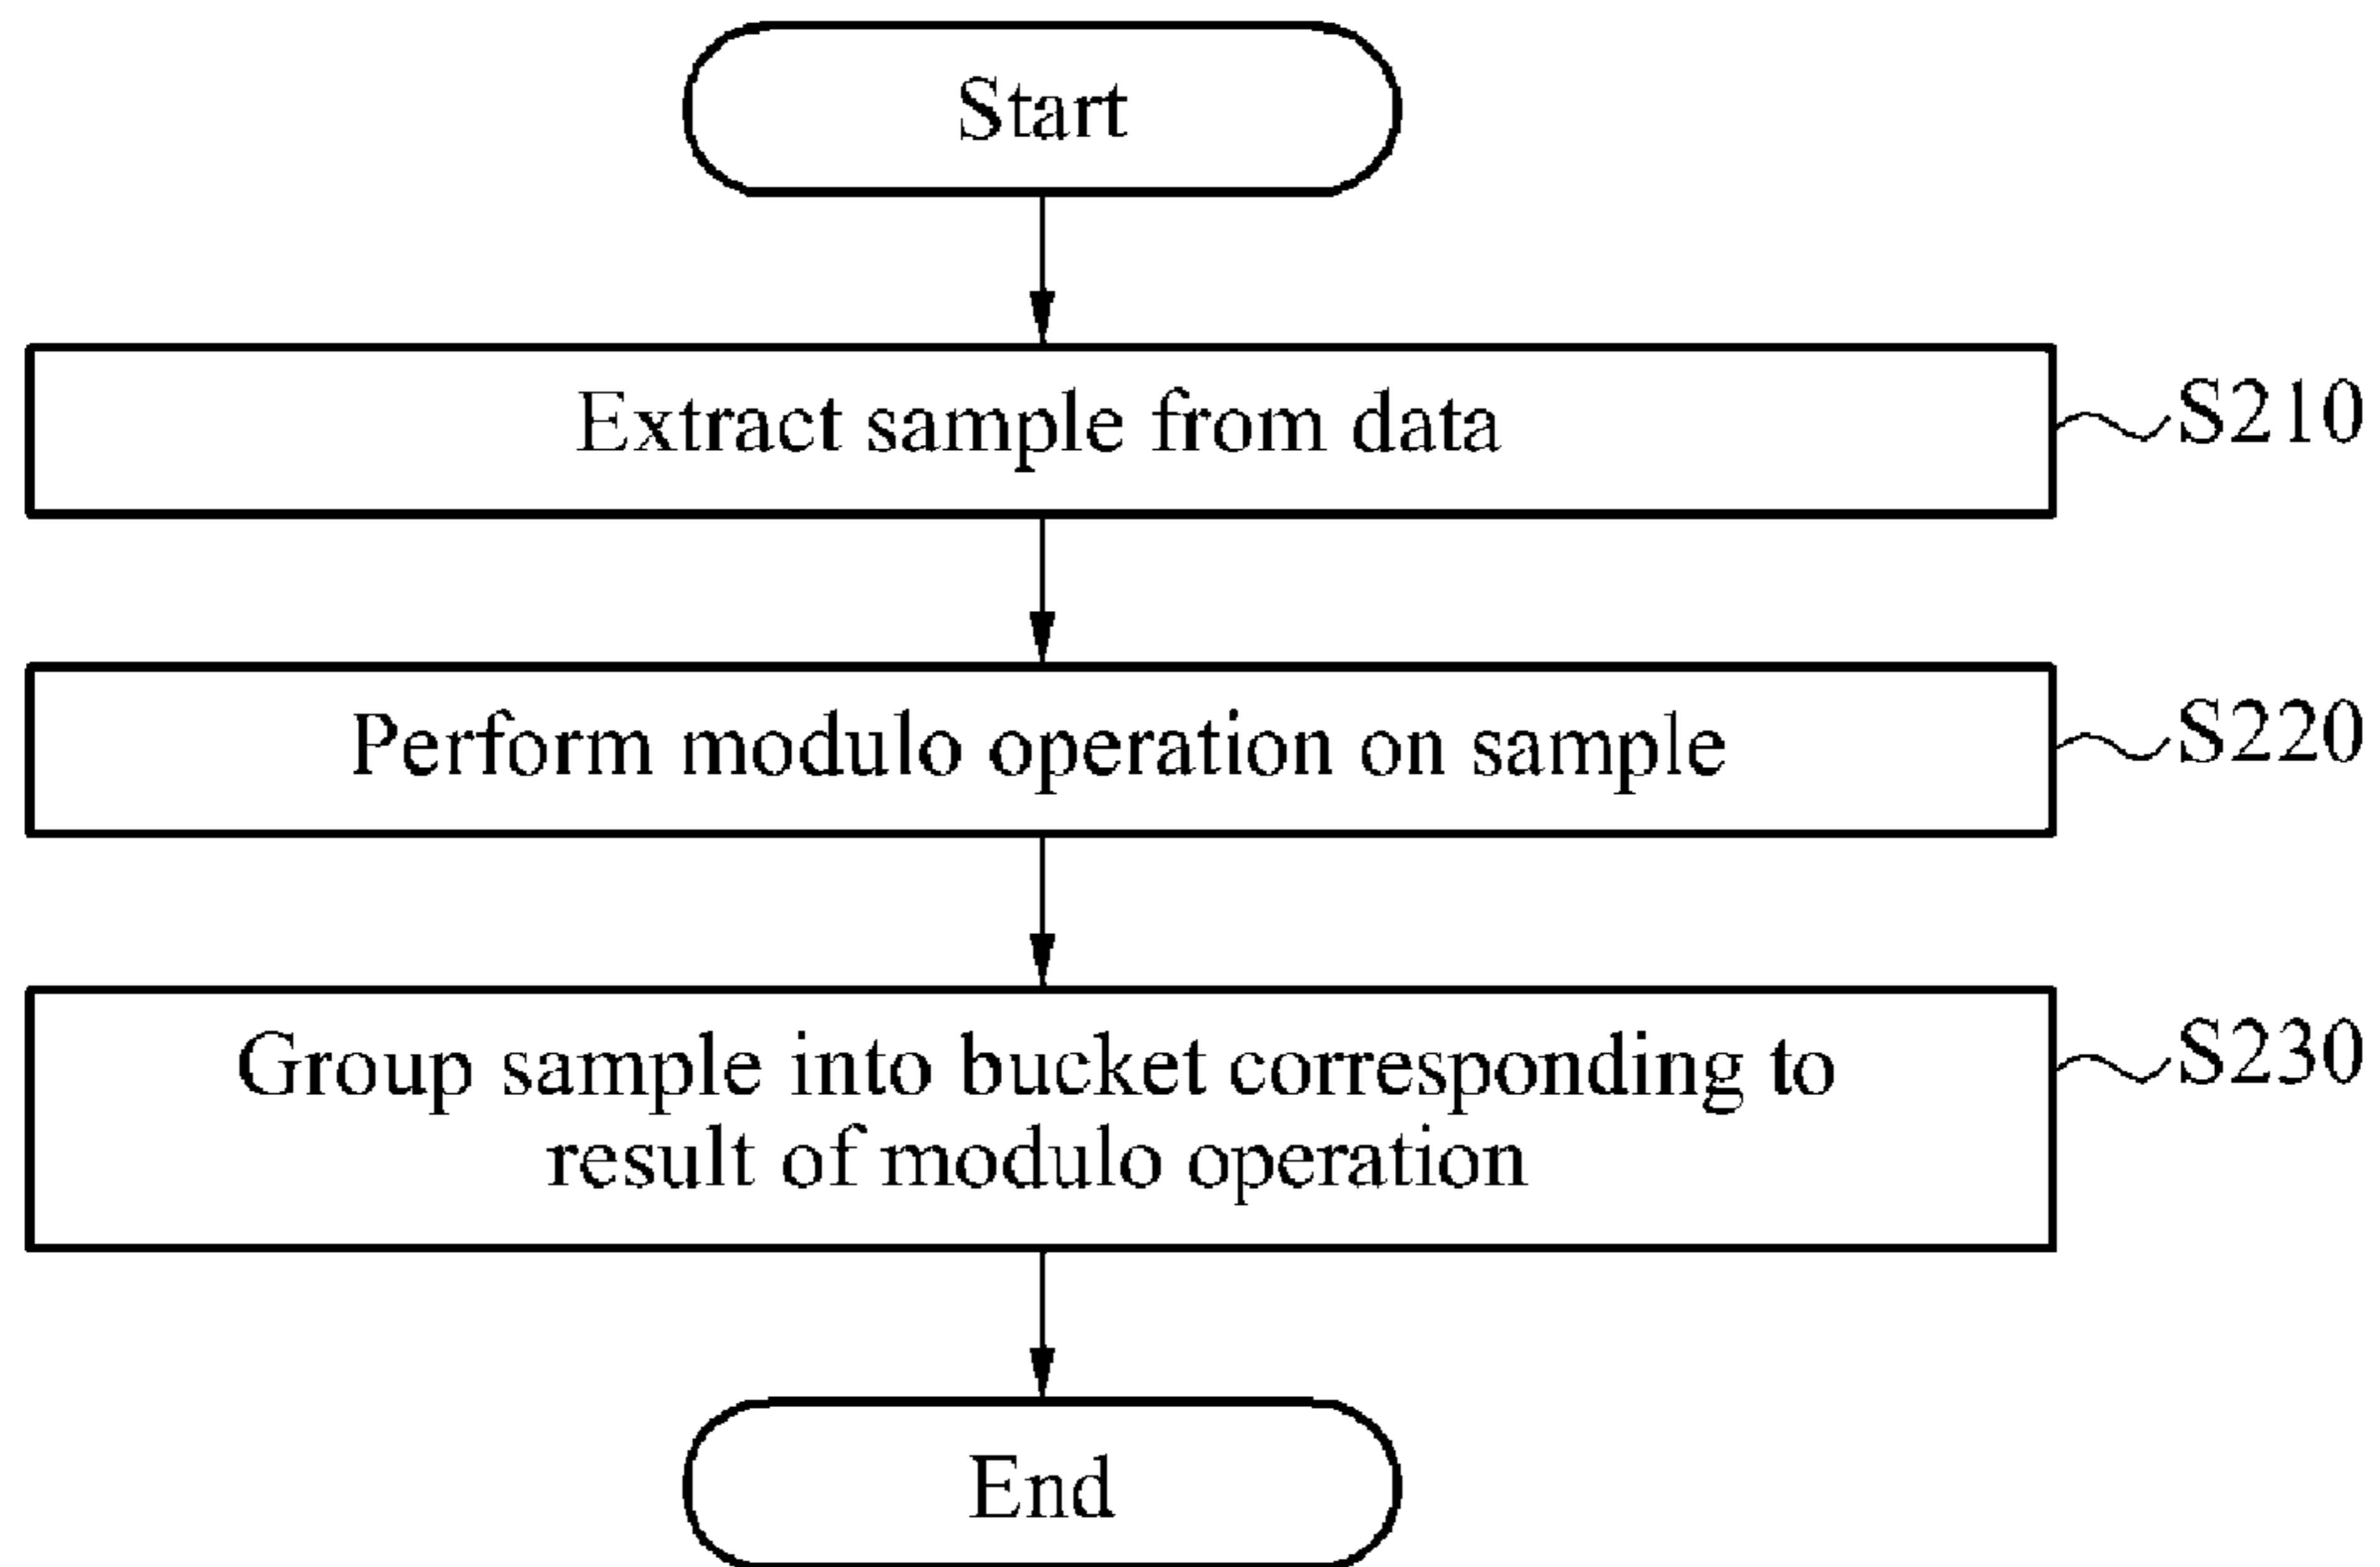 Start
Extract sample from data
S210
Perform modulo operation on sample
S220
Group sample into bucket corresponding to
S230
result of modulo operation
End